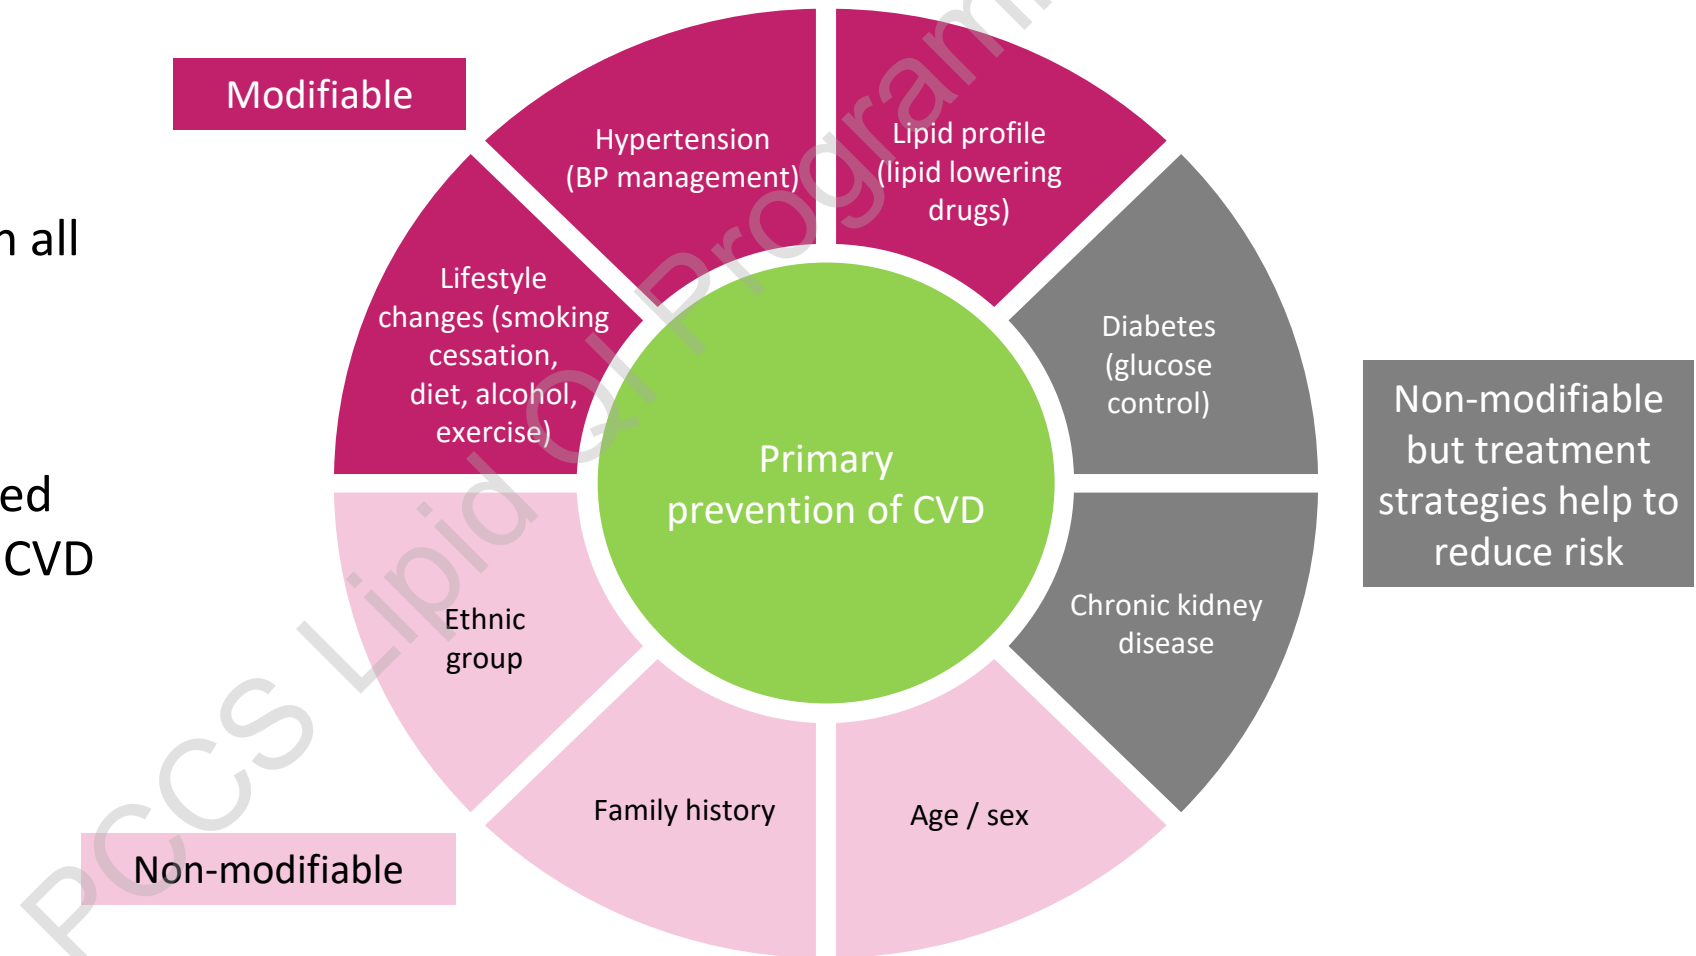 Modifiable
Hypertension
(BP management)
Lipid profile
(lipid lowering
drugs)
Lifestyle
changes (smoking
cessation,
diet, alcohol,
exercise)
Diabetes
(glucose
control)
Non-modifiable
but treatment
strategies help to
reduce risk
Primary
prevention of CVD
Ethnic
group
Chronic kidney
disease
Family history
Age / sex
Non-modifiable
all
CVD
PCCS Lipid QI